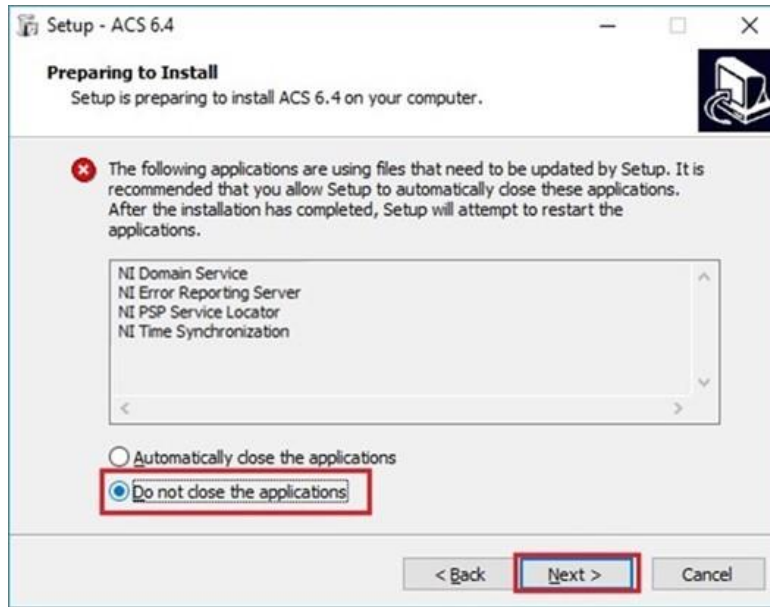 Setup - ACS 6.4
Preparing to Install
Setup is preparing to install ACS 6.4 on your computer.
The following applications are using files that need to be updated by Setup. It is
recommended that you allow Setup to automatically close these applications.
After the installation has completed, Setup will attempt to restart the
applications.
NI Domain Service
NI Error Reporting Server
NI PSP Service Locator
NI Time Synchronization
Automatically close the applications
Do not close the applications
< Back
Next >
Cancel